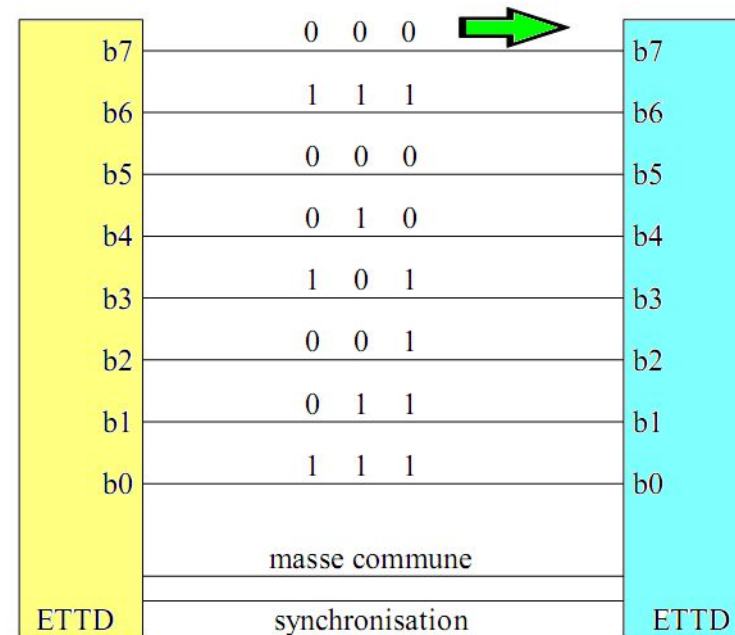 0 0 0
b7 b7
1 1 1
b6 b6
0 0 0
b5 b5
0 1 0
b4 b4
1 0 1
b3 b3
0 0 1
b2 b2
0 1 1
b1 b1
1 1 1
b0 b0
masse commune
ETTD synchronisation ETTD